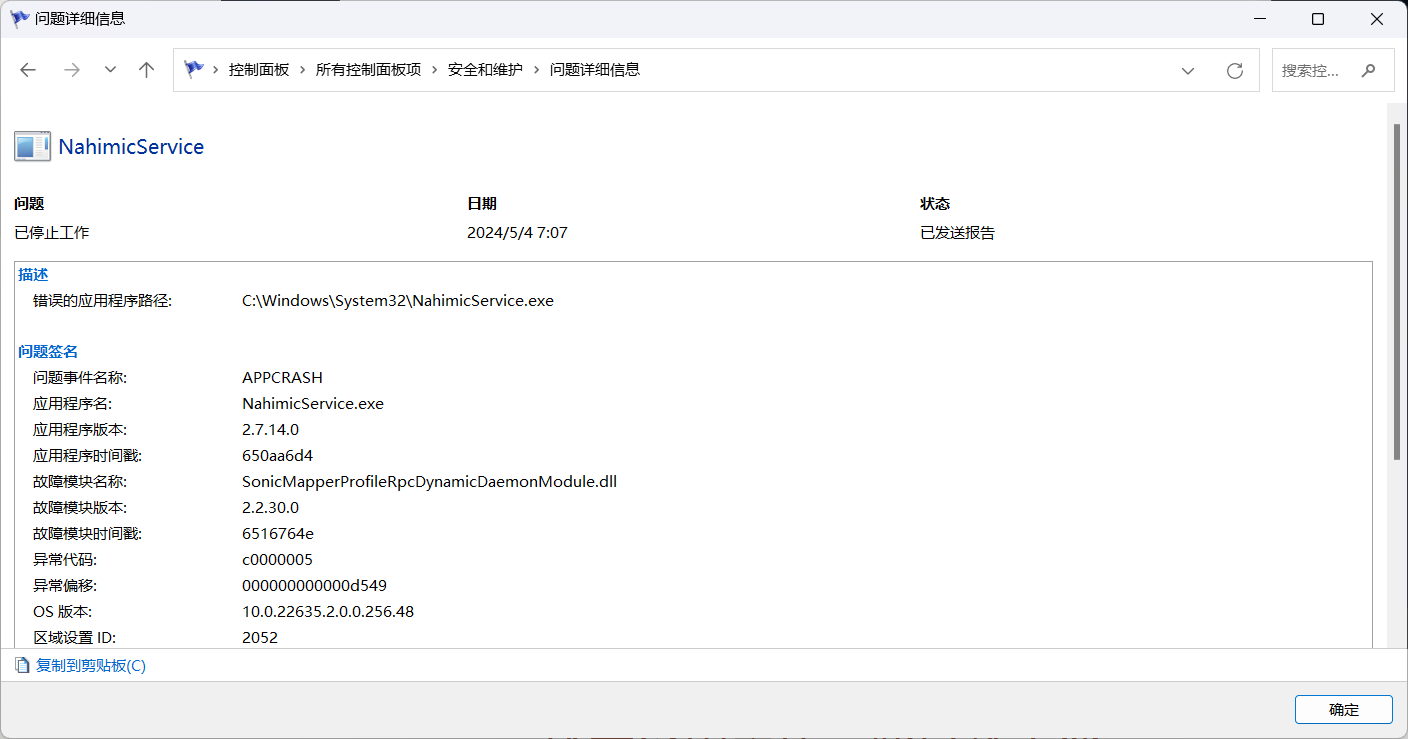 问题详细信息
控制面板 › 所有控制面板项 › 安全和维护 › 问题详细信息
搜索控...
NahimicService
问题 日期 状态
已停止工作 2024/5/4 7:07 已发送报告
描述
错误的应用程序路径: C:\Windows\System32\NahimicService.exe
问题签名
问题事件名称: APPCRASH
应用程序名: NahimicService.exe
应用程序版本: 2.7.14.0
应用程序时间戳: 650aa6d4
故障模块名称: SonicMapperProfileRpcDynamicDaemonModule.dll
故障模块版本: 2.2.30.0
故障模块时间戳: 6516764e
异常代码: c0000005
异常偏移: 000000000000d549
OS 版本: 10.0.22635.2.0.0.256.48
区域设置 ID: 2052
复制到剪贴板(C)
确定